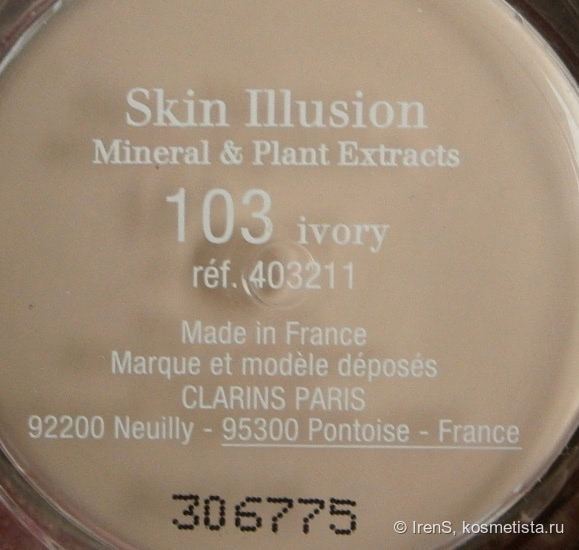 Skin Illusion
Mineral & Plant Extracts
103 ivory
réf. 403211
Made in France
Marque et modèle déposés
CLARINS PARIS
92200 Neuilly - 95300 Pontoise - France
306775
© IrenS, kosmetista.ru